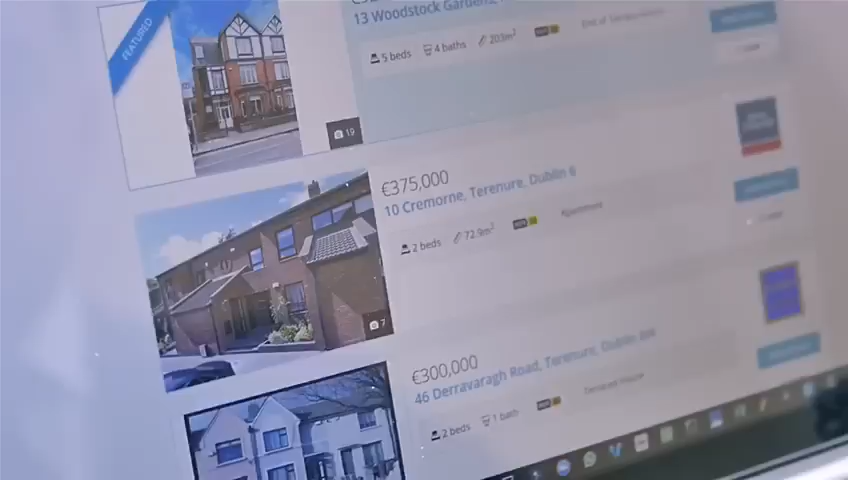 FEATURED
13 Woodstock Gardens,
5 beds 4 baths 203m²
19
€375,000
10 Cremorne, Terenure, Dublin 6
2 beds 72.9m²
Apartment
7
€300,000
46 Derravaragh Road, Terenure, Dublin
2 beds 1 bath
Terraced House